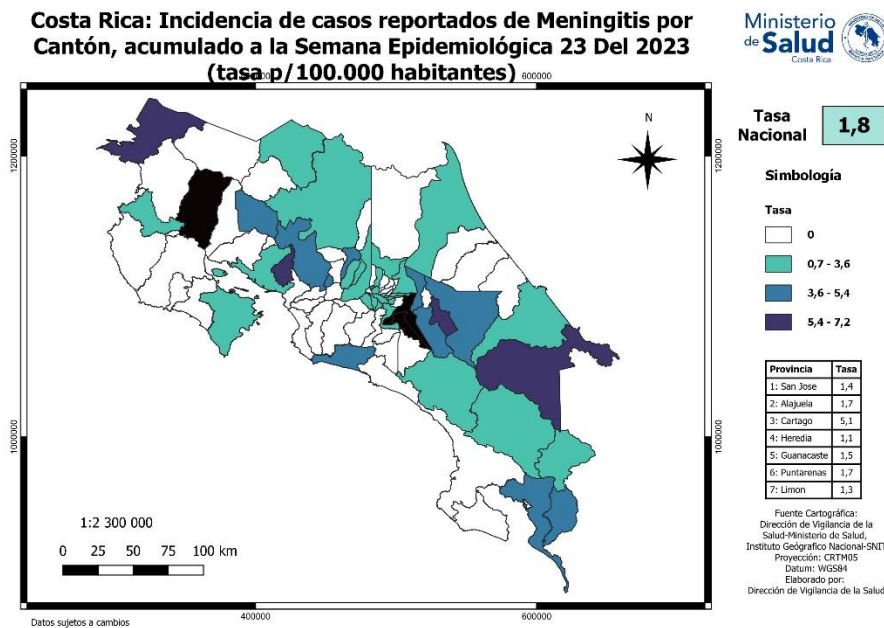 Costa Rica: Incidencia de casos reportados de Meningitis por
Cantón, acumulado a la Semana Epidemiológica 23 Del 2023
(tasa p/100.000 habitantes)
Ministerio
de Salud
Costa Rica
400000
600000
1200000
1200000
N
Tasa
Nacional
1,8
Simbología
Tasa
0
0,7 - 3,6
3,6 - 5,4
5,4 - 7,2
Provincia Tasa
1: San Jose 1,4
2: Alajuela 1,7
3: Cartago 5,1
4: Heredia 1,1
5: Guanacaste 1,5
6: Puntarenas 1,7
7: Limon 1,3
1000000
1000000
1:2 300 000
0 25 50 75 100 km
Fuente Cartográfica:
Dirección de Vigilancia de la
Salud-Ministerio de Salud,
Instituto Geógrafico Nacional-SNIT
Proyección: CRTM05
Datum: WGS84
Elaborado por:
Dirección de Vigilancia de la Salud
400000
600000
Datos sujetos a cambios